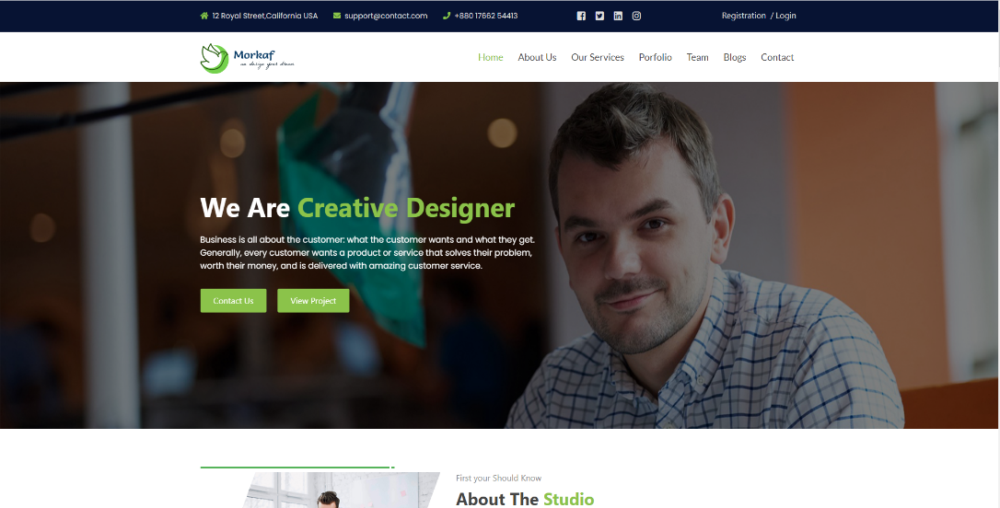 12 Royal Street,California USA
support@contact.com
+880 17662 54413
Registration / Login
Morkaf
we design your dream
Home
About Us
Our Services
Porfolio
Team
Blogs
Contact
We Are Creative Designer
Business is all about the customer: what the customer wants and what they get.
Generally, every customer wants a product or service that solves their problem,
worth their money, and is delivered with amazing customer service.
Contact Us
View Project
First your Should Know
About The Studio